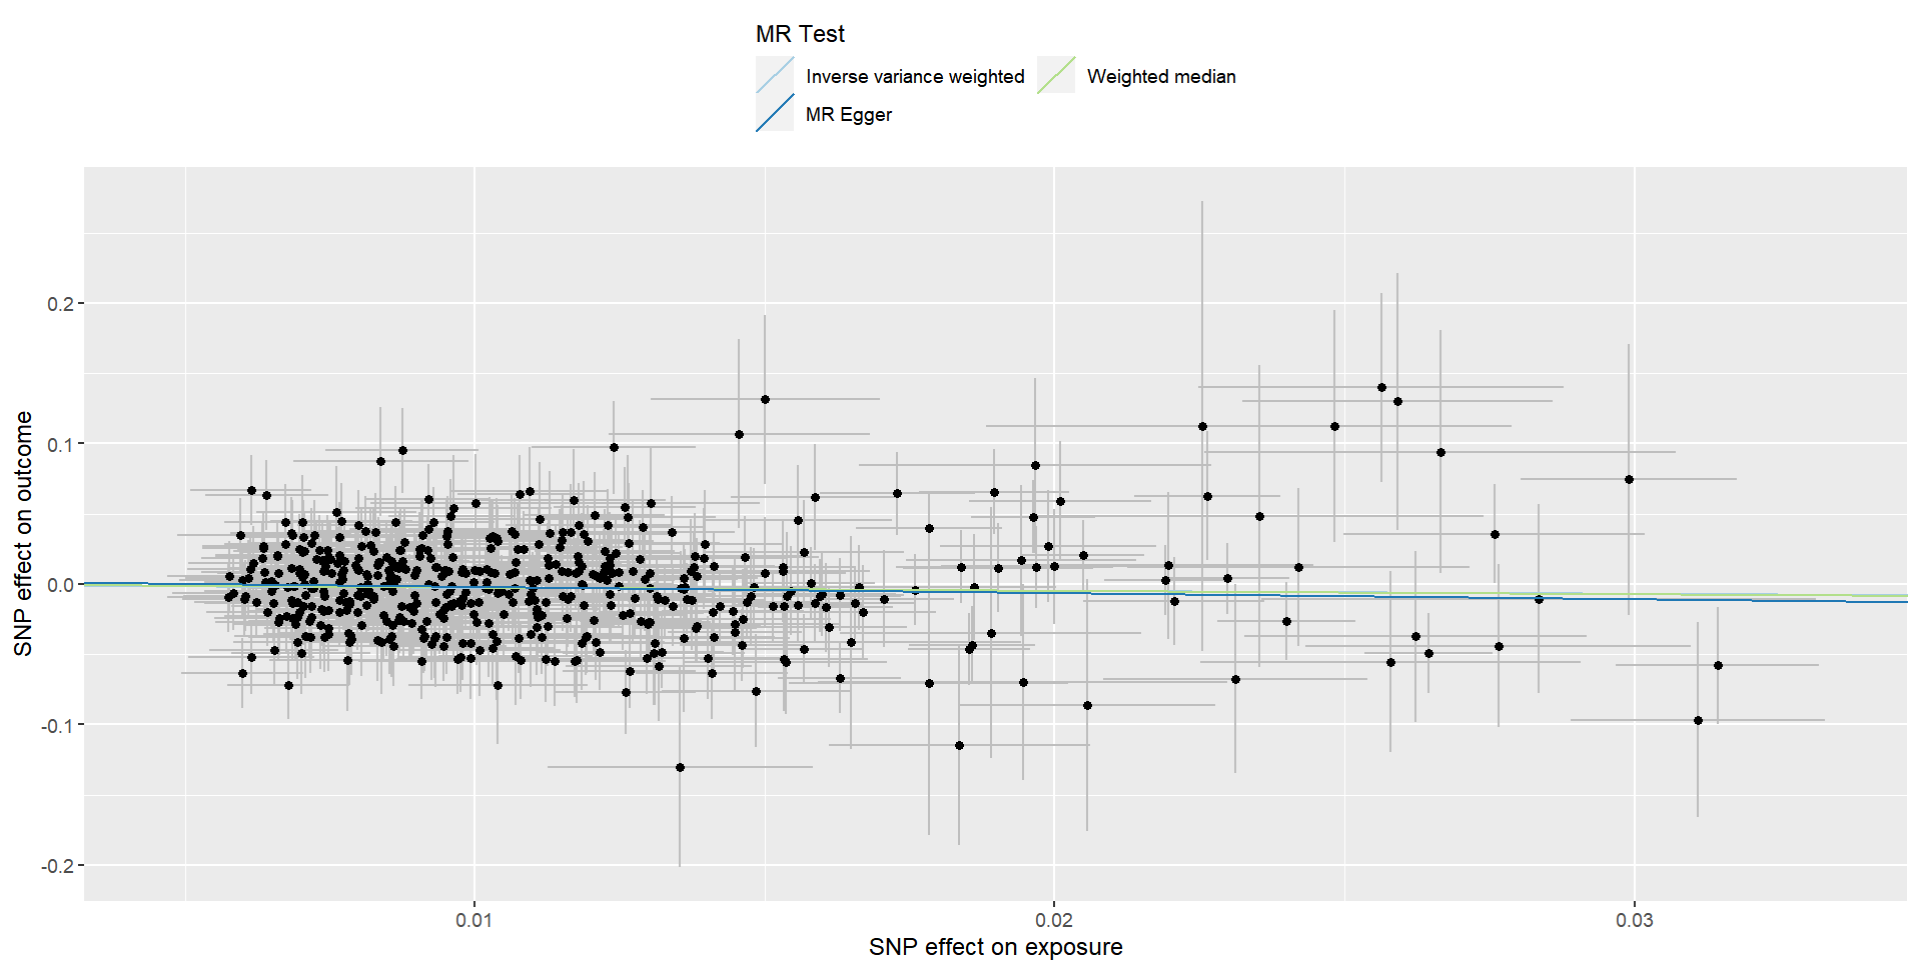 MR Test
Inverse variance weighted
Weighted median
MR Egger
SNP effect on outcome
0.2
0.1
0.0
-0.1
-0.2
0.01
0.02
0.03
SNP effect on exposure